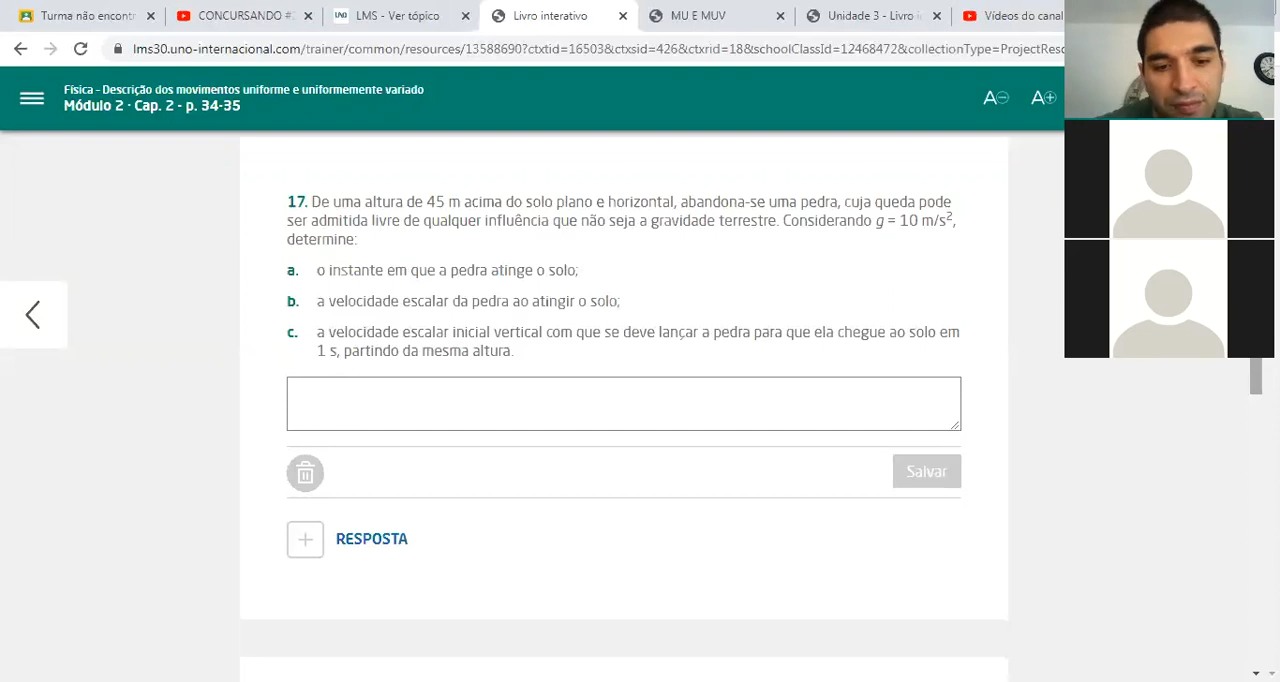 Turma não encont
CONCURSANDO #
LMS - Ver tópico
Livro interativo
MU E MUV
Unidade 3 - Livro i
Vídeos do canal
lms30.uno-internacional.com/trainer/common/resources/13588690?ctxtid=16503&ctxsid=426&ctxrid=18&schoolClassId=12468472&collectionType=ProjectReso
Física - Descrição dos movimentos uniforme e uniformemente variado
Módulo 2 · Cap. 2 - p. 34-35
A- A+
17. De uma altura de 45 m acima do solo plano e horizontal, abandona-se uma pedra, cuja queda pode
ser admitida livre de qualquer influência que não seja a gravidade terrestre. Considerando g = 10 m/s²,
determine:
a. o instante em que a pedra atinge o solo;
b. a velocidade escalar da pedra ao atingir o solo;
c. a velocidade escalar inicial vertical com que se deve lançar a pedra para que ela chegue ao solo em
1 s, partindo da mesma altura.
Salvar
+ RESPOSTA